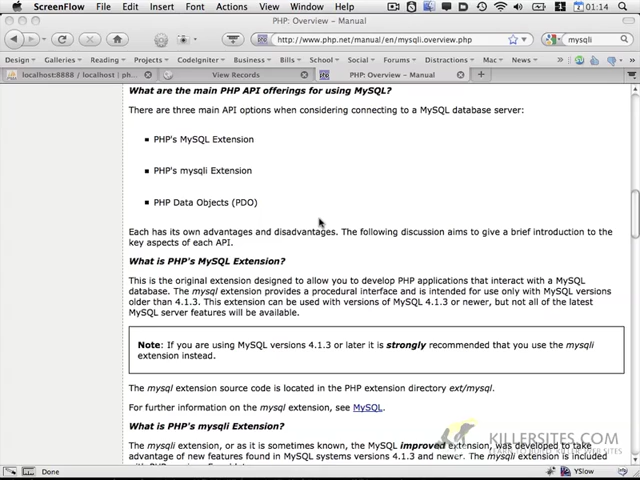 ScreenFlow File Edit Insert Font Actions View Window Help 01:14
PHP: Overview – Manual
http://www.php.net/manual/en/mysqli.overview.php mysqli
Design Google Reading Projects CodeIgniter Business Bills School Social Forums Distractions Mac News
localhost:8888 / localhost | ph... View Records PHP: Overview – Manual
What are the main PHP API offerings for using MySQL?
There are three main API options when considering connecting to a MySQL database server:
PHP's MySQL Extension
PHP's mysqli Extension
PHP Data Objects (PDO)
Each has its own advantages and disadvantages. The following discussion aims to give a brief introduction to the
key aspects of each API.
What is PHP's MySQL Extension?
This is the original extension designed to allow you to develop PHP applications that interact with a MySQL
database. The mysql extension provides a procedural interface and is intended for use only with MySQL versions
older than 4.1.3. This extension can be used with versions of MySQL 4.1.3 or newer, but not all of the latest
MySQL server features will be available.
Note: If you are using MySQL versions 4.1.3 or later it is strongly recommended that you use the mysqli
extension instead.
The mysql extension source code is located in the PHP extension directory ext/mysql.
For further information on the mysql extension, see MySQL.
What is PHP's mysqli Extension?
KILLERSITES.COM
The mysqli extension, or as it is sometimes known, the MySQL improved extension, was developed to take
advantage of new features found in MySQL systems versions 4.1.3 and newer. The mysqli extension is included
Done YSlow